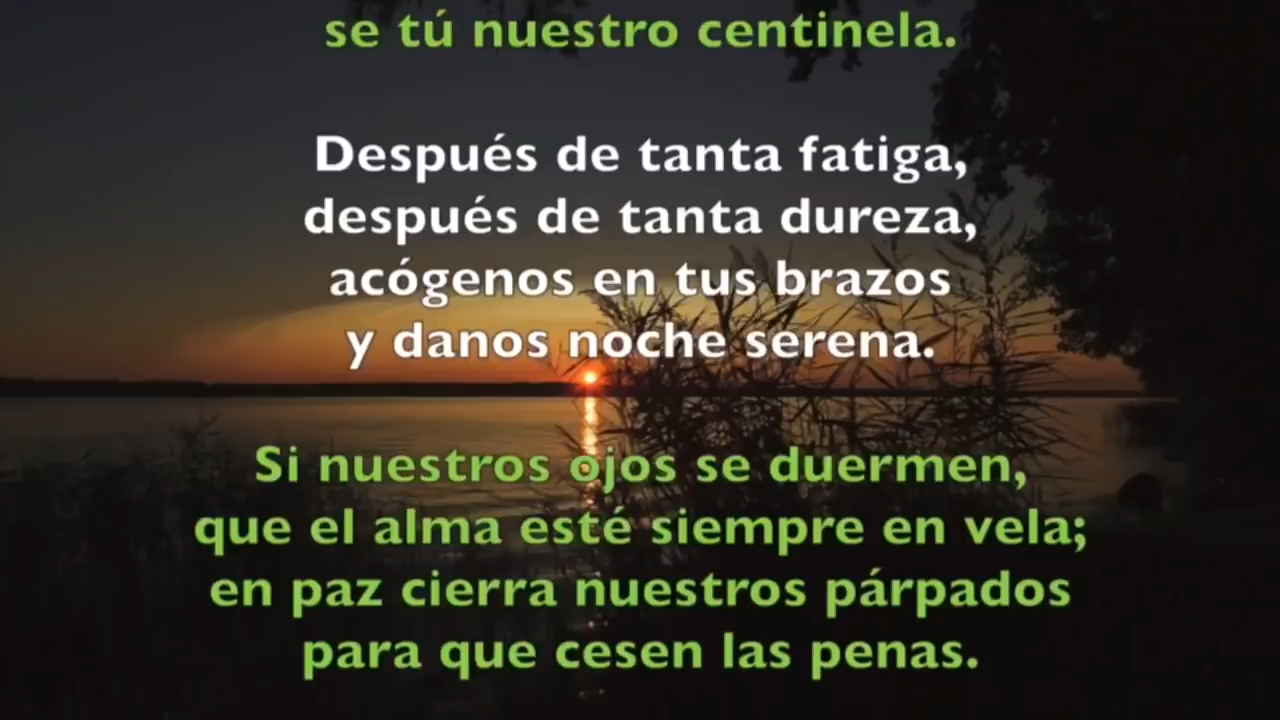 se tú nuestro centinela.
Después de tanta fatiga,
después de tanta dureza,
acógenos en tus brazos
y danos noche serena.
Si nuestros ojos se duermen,
que el alma esté siempre en vela;
en paz cierra nuestros párpados
para que cesen las penas.